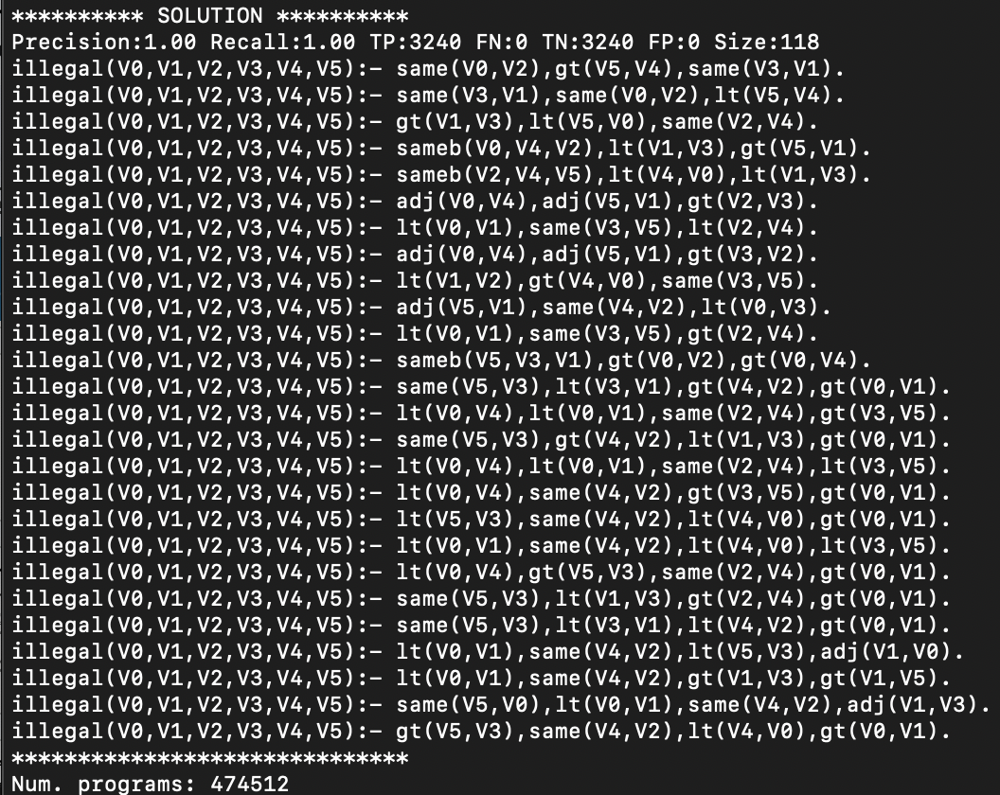 ********** SOLUTION **********
Precision:1.00 Recall:1.00 TP:3240 FN:0 TN:3240 FP:0 Size:118
illegal(V0,V1,V2,V3,V4,V5):- same(V0,V2),gt(V5,V4),same(V3,V1).
illegal(V0,V1,V2,V3,V4,V5):- same(V3,V1),same(V0,V2),lt(V5,V4).
illegal(V0,V1,V2,V3,V4,V5):- gt(V1,V3),lt(V5,V0),same(V2,V4).
illegal(V0,V1,V2,V3,V4,V5):- sameb(V0,V4,V2),lt(V1,V3),gt(V5,V1).
illegal(V0,V1,V2,V3,V4,V5):- sameb(V2,V4,V5),lt(V4,V0),lt(V1,V3).
illegal(V0,V1,V2,V3,V4,V5):- adj(V0,V4),adj(V5,V1),gt(V2,V3).
illegal(V0,V1,V2,V3,V4,V5):- lt(V0,V1),same(V3,V5),lt(V2,V4).
illegal(V0,V1,V2,V3,V4,V5):- adj(V0,V4),adj(V5,V1),gt(V3,V2).
illegal(V0,V1,V2,V3,V4,V5):- lt(V1,V2),gt(V4,V0),same(V3,V5).
illegal(V0,V1,V2,V3,V4,V5):- adj(V5,V1),same(V4,V2),lt(V0,V3).
illegal(V0,V1,V2,V3,V4,V5):- lt(V0,V1),same(V3,V5),gt(V2,V4).
illegal(V0,V1,V2,V3,V4,V5):- sameb(V5,V3,V1),gt(V0,V2),gt(V0,V4).
illegal(V0,V1,V2,V3,V4,V5):- same(V5,V3),lt(V3,V1),gt(V4,V2),gt(V0,V1).
illegal(V0,V1,V2,V3,V4,V5):- lt(V0,V4),lt(V0,V1),same(V2,V4),gt(V3,V5).
illegal(V0,V1,V2,V3,V4,V5):- same(V5,V3),gt(V4,V2),lt(V1,V3),gt(V0,V1).
illegal(V0,V1,V2,V3,V4,V5):- lt(V0,V4),lt(V0,V1),same(V2,V4),lt(V3,V5).
illegal(V0,V1,V2,V3,V4,V5):- lt(V0,V4),same(V4,V2),gt(V3,V5),gt(V0,V1).
illegal(V0,V1,V2,V3,V4,V5):- lt(V5,V3),same(V4,V2),lt(V4,V0),gt(V0,V1).
illegal(V0,V1,V2,V3,V4,V5):- lt(V0,V1),same(V4,V2),lt(V4,V0),lt(V3,V5).
illegal(V0,V1,V2,V3,V4,V5):- lt(V0,V4),gt(V5,V3),same(V2,V4),gt(V0,V1).
illegal(V0,V1,V2,V3,V4,V5):- same(V5,V3),lt(V1,V3),gt(V2,V4),gt(V0,V1).
illegal(V0,V1,V2,V3,V4,V5):- same(V5,V3),lt(V3,V1),lt(V4,V2),gt(V0,V1).
illegal(V0,V1,V2,V3,V4,V5):- lt(V0,V1),same(V4,V2),lt(V5,V3),adj(V1,V0).
illegal(V0,V1,V2,V3,V4,V5):- lt(V0,V1),same(V4,V2),gt(V1,V3),gt(V1,V5).
illegal(V0,V1,V2,V3,V4,V5):- same(V5,V0),lt(V0,V1),same(V4,V2),adj(V1,V3).
illegal(V0,V1,V2,V3,V4,V5):- gt(V5,V3),same(V4,V2),lt(V4,V0),gt(V0,V1).
******************************
Num. programs: 474512